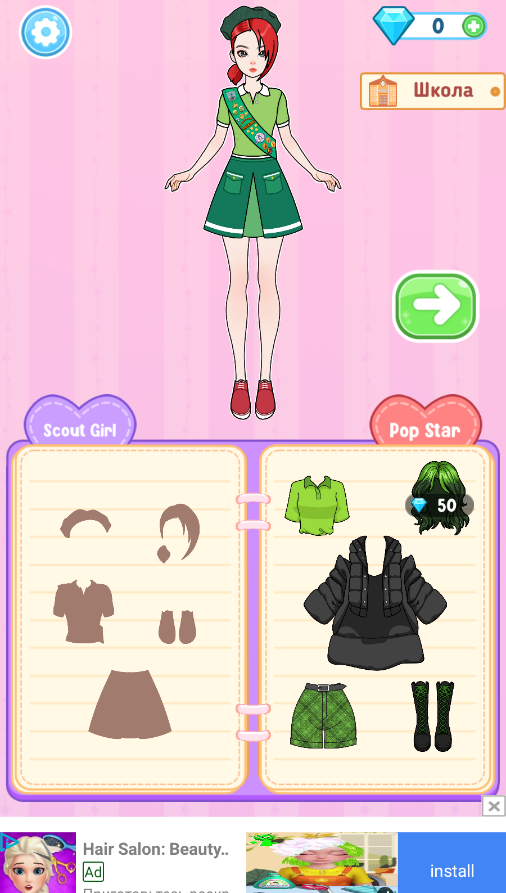 0
Школа
Scout Girl
Pop Star
50
Hair Salon: Beauty..
Ad
install